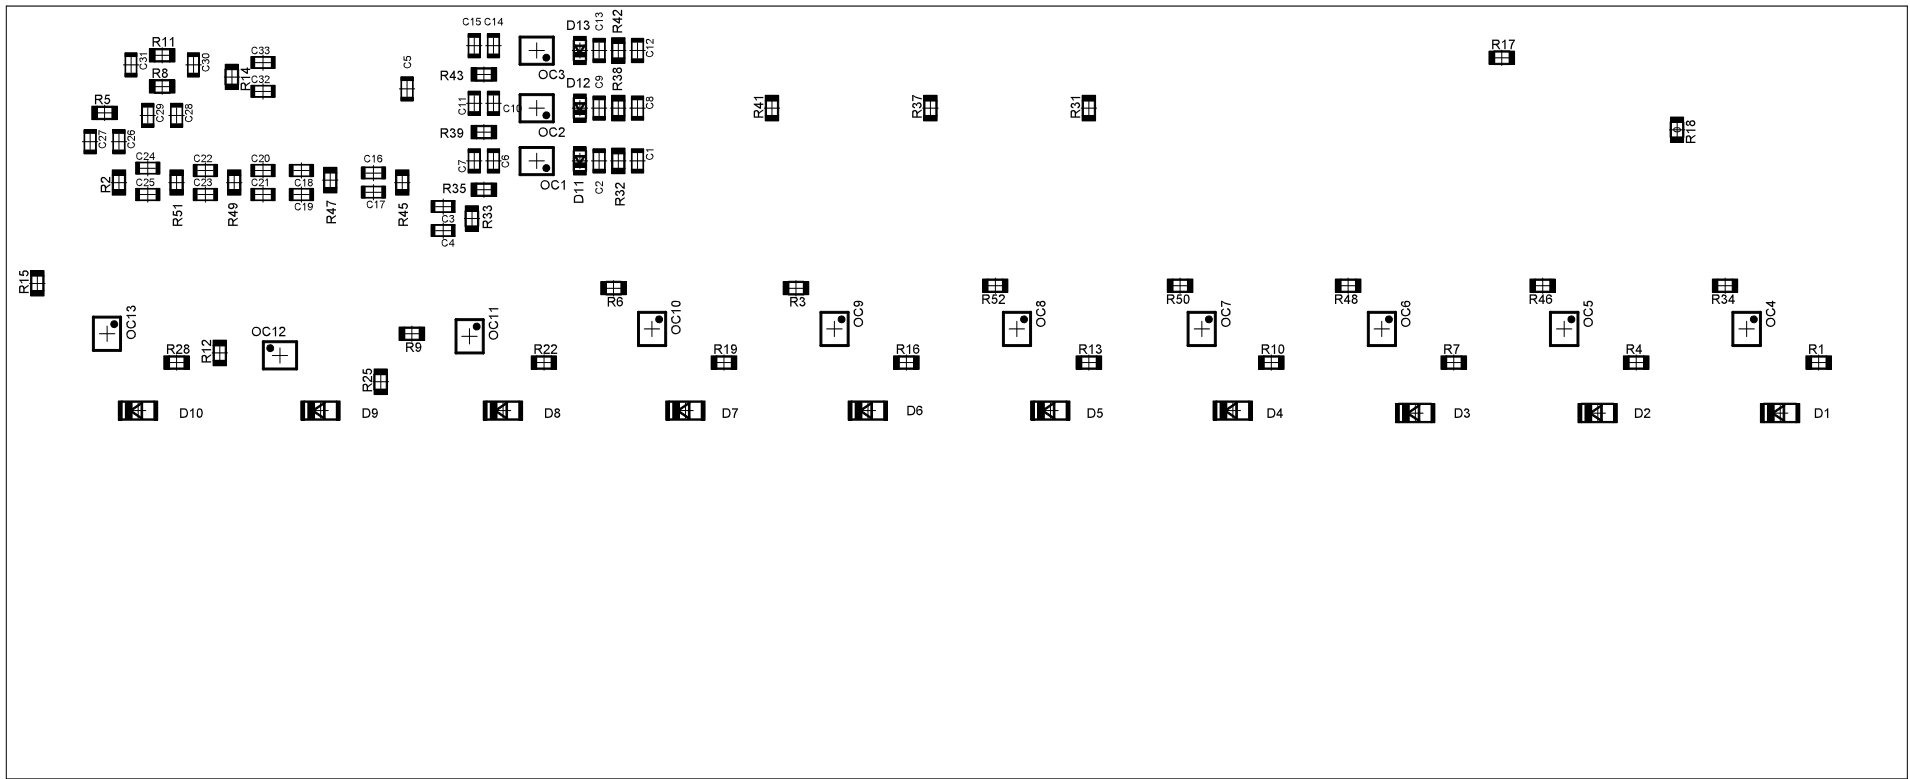 C15 C14 D13 C13 R42
R11 C31 C30 R14 C33 C5 OC3 C12 R17
R8 C32 R43 D12 C9 R38
R5 C29 C28 C11 C10 OC2 C8 R41 R37 R31 R18
C27 C26 R39
C24 C22 C20 C16 C7 C6 OC1 C1
R2 C25 R51 C23 R49 C21 C18 C19 R47 C17 R45 R35 D11 C2 R32
C3 R33
C4
R15 R6 R3 R52 R50 R48 R46 R34
OC13 OC12 OC11 OC10 OC9 OC8 OC7 OC6 OC5 OC4
R28 R12 R9 R22 R19 R16 R13 R10 R7 R4 R1
R25
D10 D9 D8 D7 D6 D5 D4 D3 D2 D1